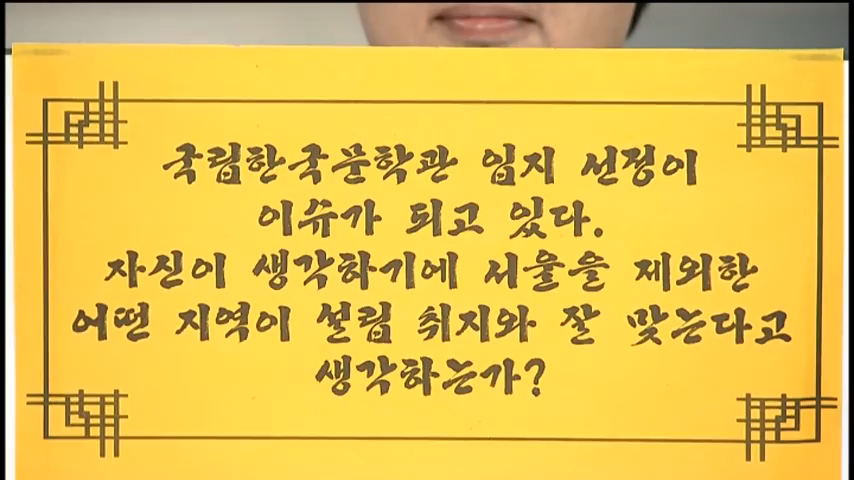 국립한국문학관 입지 선정이
이슈가 되고 있다.
자신이 생각하기에 서울을 제외한
어떤 지역이 설립 취지와 잘 맞는다고
생각하는가?